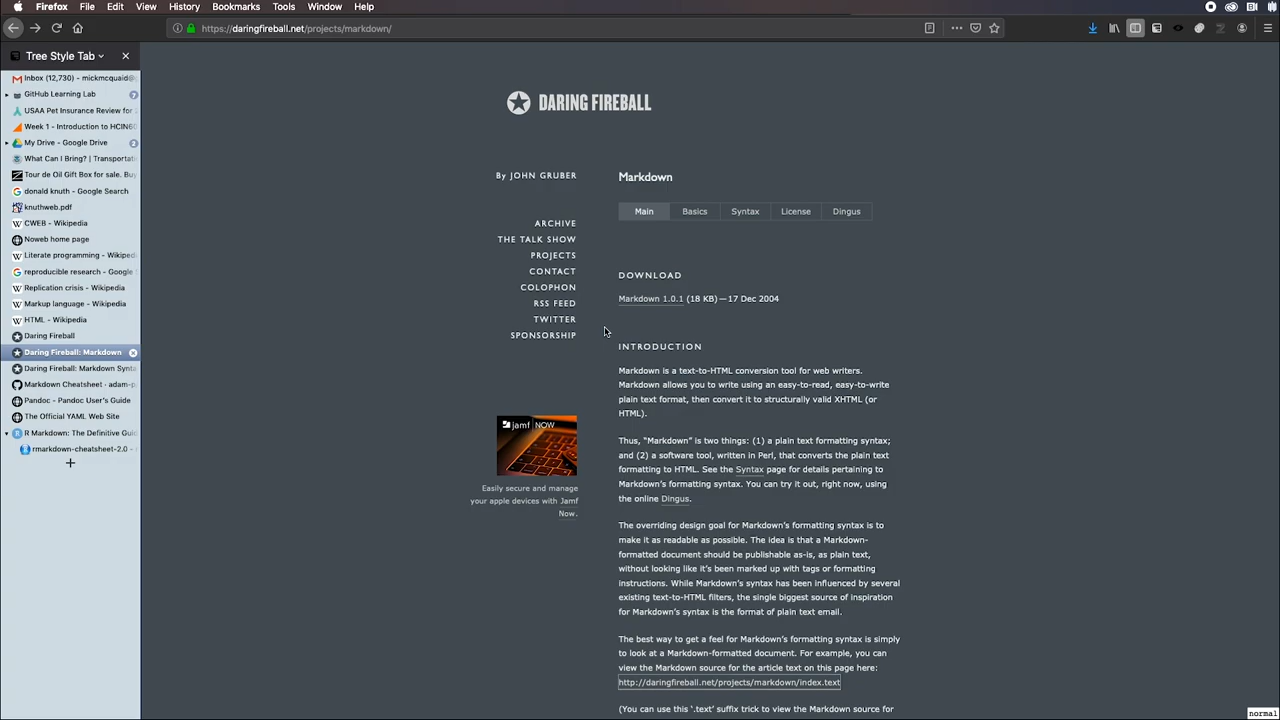 Firefox File Edit View History Bookmarks Tools Window Help
https://daringfireball.net/projects/markdown/
Tree Style Tab
Inbox (12,730) - mickmcquaid@
GitHub Learning Lab 7
USAA Pet Insurance Review for
Week 1 - Introduction to HCIN60
My Drive - Google Drive 2
What Can I Bring? | Transportati
Tour de Oil Gift Box for sale. Buy
donald knuth - Google Search
knuthweb.pdf
CWEB - Wikipedia
Noweb home page
Literate programming - Wikiped
reproducible research - Google
Replication crisis - Wikipedia
Markup language - Wikipedia
HTML - Wikipedia
Daring Fireball
Daring Fireball: Markdown
Daring Fireball: Markdown Synta
Markdown Cheatsheet · adam-p
Pandoc - Pandoc User's Guide
The Official YAML Web Site
R Markdown: The Definitive Guid
rmarkdown-cheatsheet-2.0 -
DARING FIREBALL
By JOHN GRUBER
ARCHIVE
THE TALK SHOW
PROJECTS
CONTACT
COLOPHON
RSS FEED
TWITTER
SPONSORSHIP
jamf NOW
Easily secure and manage
your apple devices with Jamf
Now.
Markdown
Main Basics Syntax License Dingus
DOWNLOAD
Markdown 1.0.1 (18 KB) — 17 Dec 2004
INTRODUCTION
Markdown is a text-to-HTML conversion tool for web writers.
Markdown allows you to write using an easy-to-read, easy-to-write
plain text format, then convert it to structurally valid XHTML (or
HTML).
Thus, “Markdown” is two things: (1) a plain text formatting syntax;
and (2) a software tool, written in Perl, that converts the plain text
formatting to HTML. See the Syntax page for details pertaining to
Markdown’s formatting syntax. You can try it out, right now, using
the online Dingus.
The overriding design goal for Markdown’s formatting syntax is to
make it as readable as possible. The idea is that a Markdown-
formatted document should be publishable as-is, as plain text,
without looking like it’s been marked up with tags or formatting
instructions. While Markdown’s syntax has been influenced by several
existing text-to-HTML filters, the single biggest source of inspiration
for Markdown’s syntax is the format of plain text email.
The best way to get a feel for Markdown’s formatting syntax is simply
to look at a Markdown-formatted document. For example, you can
view the Markdown source for the article text on this page here:
http://daringfireball.net/projects/markdown/index.text
(You can use this ‘.text’ suffix trick to view the Markdown source for
normal